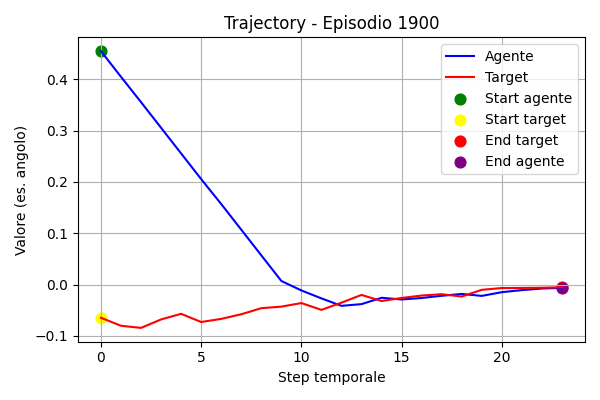 Trajectory - Episodio 1900
Valore (es. angolo)
0.4
0.3
0.2
0.1
0.0
−0.1
0
5
10
15
20
Step temporale
Agente
Target
Start agente
Start target
End target
End agente